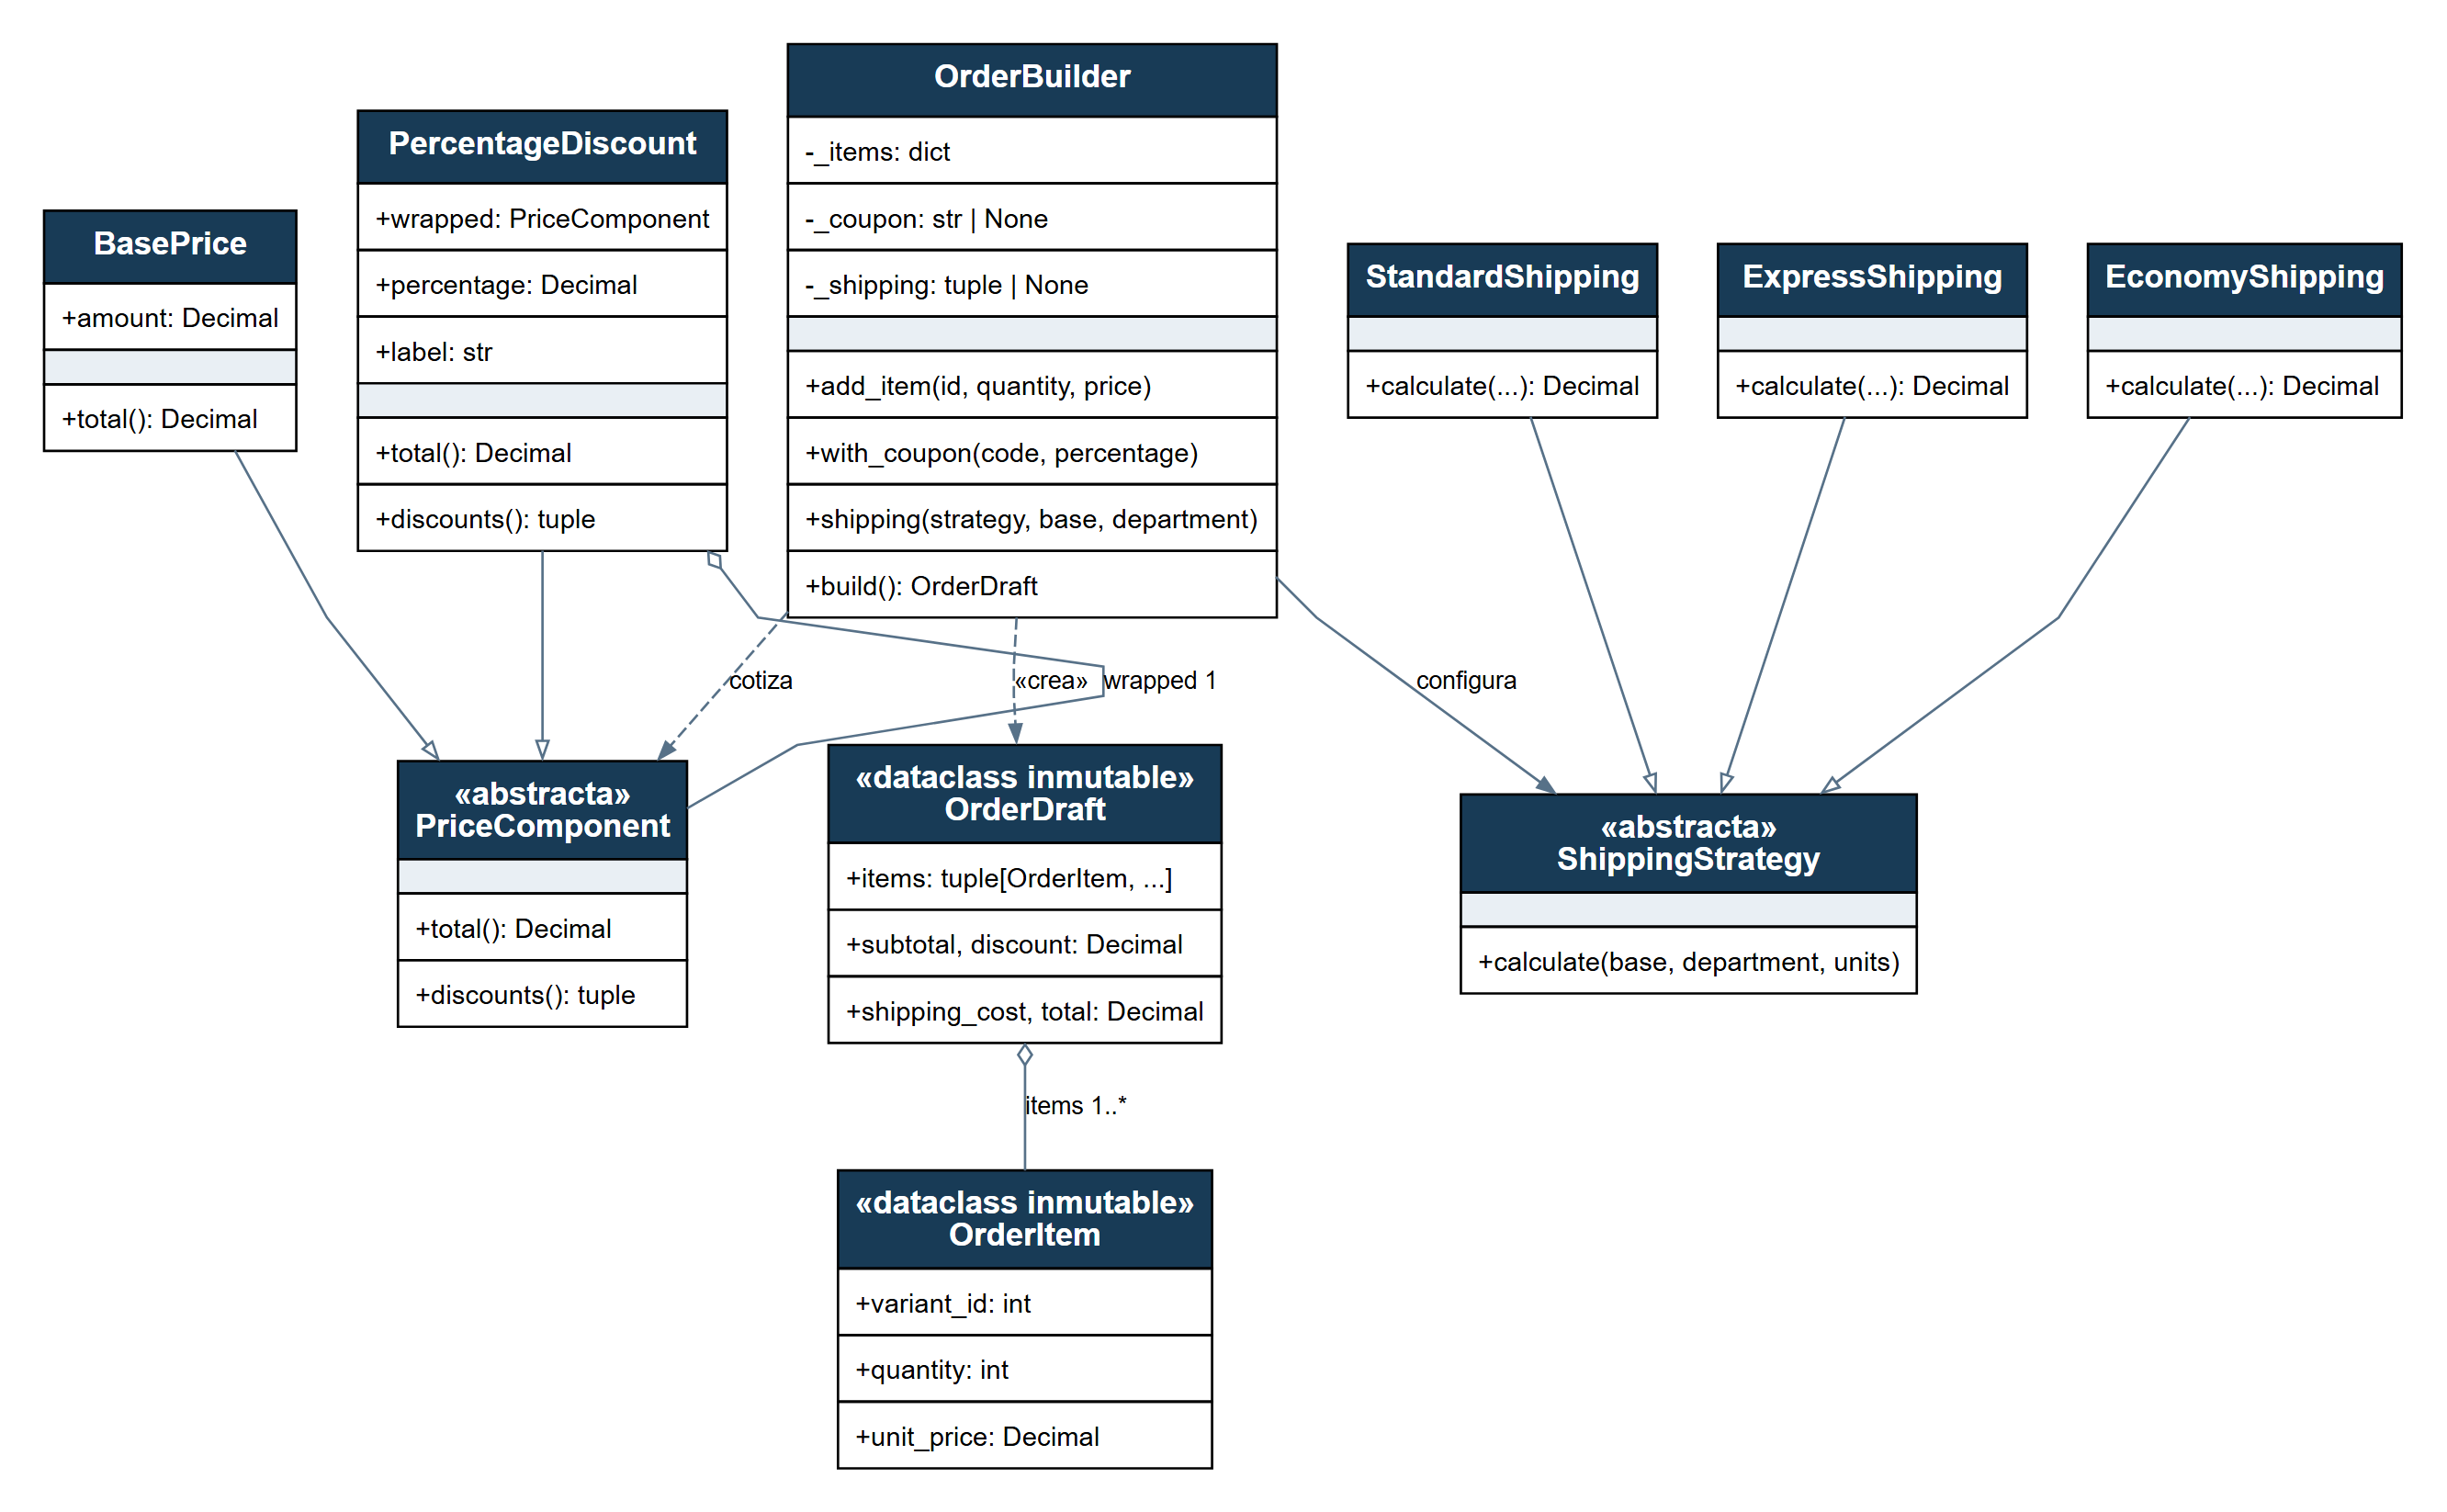 OrderBuilder
-_items: dict
-_coupon: str | None
-_shipping: tuple | None
+add_item(id, quantity, price)
+with_coupon(code, percentage)
+shipping(strategy, base, department)
+build(): OrderDraft
PercentageDiscount
+wrapped: PriceComponent
+percentage: Decimal
+label: str
+total(): Decimal
+discounts(): tuple
BasePrice
+amount: Decimal
+total(): Decimal
StandardShipping
+calculate(...): Decimal
ExpressShipping
+calculate(...): Decimal
EconomyShipping
+calculate(...): Decimal
cotiza
«crea»
wrapped 1
configura
«abstracta»
PriceComponent
+total(): Decimal
+discounts(): tuple
«dataclass inmutable»
OrderDraft
+items: tuple[OrderItem, ...]
+subtotal, discount: Decimal
+shipping_cost, total: Decimal
«abstracta»
ShippingStrategy
+calculate(base, department, units)
items 1..*
«dataclass inmutable»
OrderItem
+variant_id: int
+quantity: int
+unit_price: Decimal